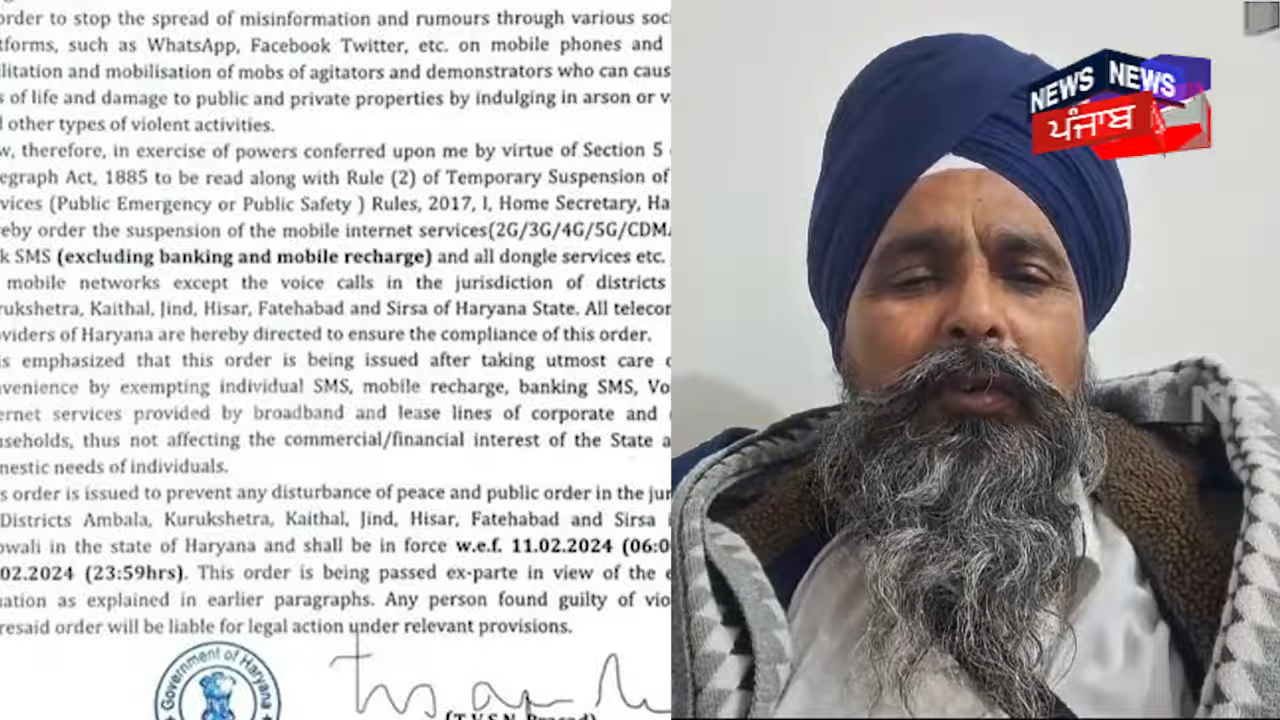 order to stop the spread of misinformation and rumours through various soc
tforms, such as WhatsApp, Facebook Twitter, etc. on mobile phones and
ilitation and mobilisation of mobs of agitators and demonstrators who can caus
s of life and damage to public and private properties by indulging in arson or v
d other types of violent activities.
w, therefore, in exercise of powers conferred upon me by virtue of Section 5
egraph Act, 1885 to be read along with Rule (2) of Temporary Suspension of
vices (Public Emergency or Public Safety ) Rules, 2017, I, Home Secretary, Ha
reby order the suspension of the mobile internet services(2G/3G/4G/5G/CDMA
k SMS (excluding banking and mobile recharge) and all dongle services etc.
mobile networks except the voice calls in the jurisdiction of districts
rukshetra, Kaithal, Jind, Hisar, Fatehabad and Sirsa of Haryana State. All telecor
oviders of Haryana are hereby directed to ensure the compliance of this order.
is emphasized that this order is being issued after taking utmost care o
nvenience by exempting individual SMS, mobile recharge, banking SMS, Vo
ernet services provided by broadband and lease lines of corporate and
useholds, thus not affecting the commercial/financial interest of the State a
mestic needs of individuals.
s order is issued to prevent any disturbance of peace and public order in the jur
Districts Ambala, Kurukshetra, Kaithal, Jind, Hisar, Fatehabad and Sirsa i
bwali in the state of Haryana and shall be in force w.e.f. 11.02.2024 (06:0
.02.2024 (23:59hrs). This order is being passed ex-parte in view of the e
uation as explained in earlier paragraphs. Any person found guilty of vio
resaid order will be liable for legal action under relevant provisions.
Government of Haryana
(T.V.S.N. Prasad)
NEWS NEWS
ਪੰਜਾਬ
N